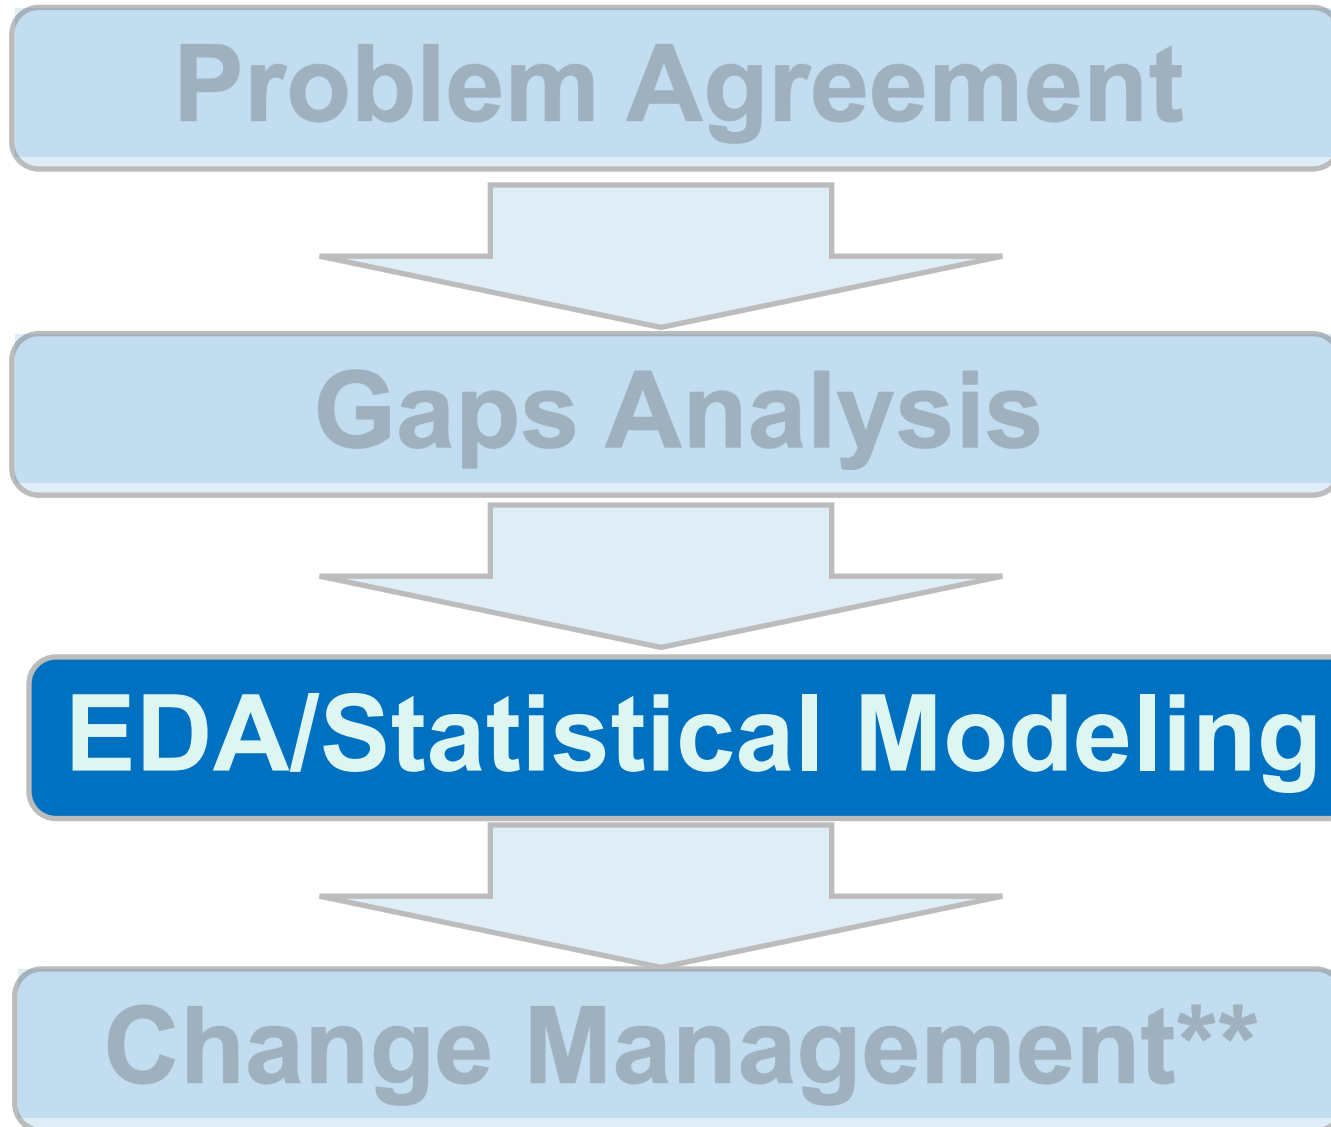 Problem Agreement
Gaps Analysis
EDA/Statistical Modeling
Change Management**